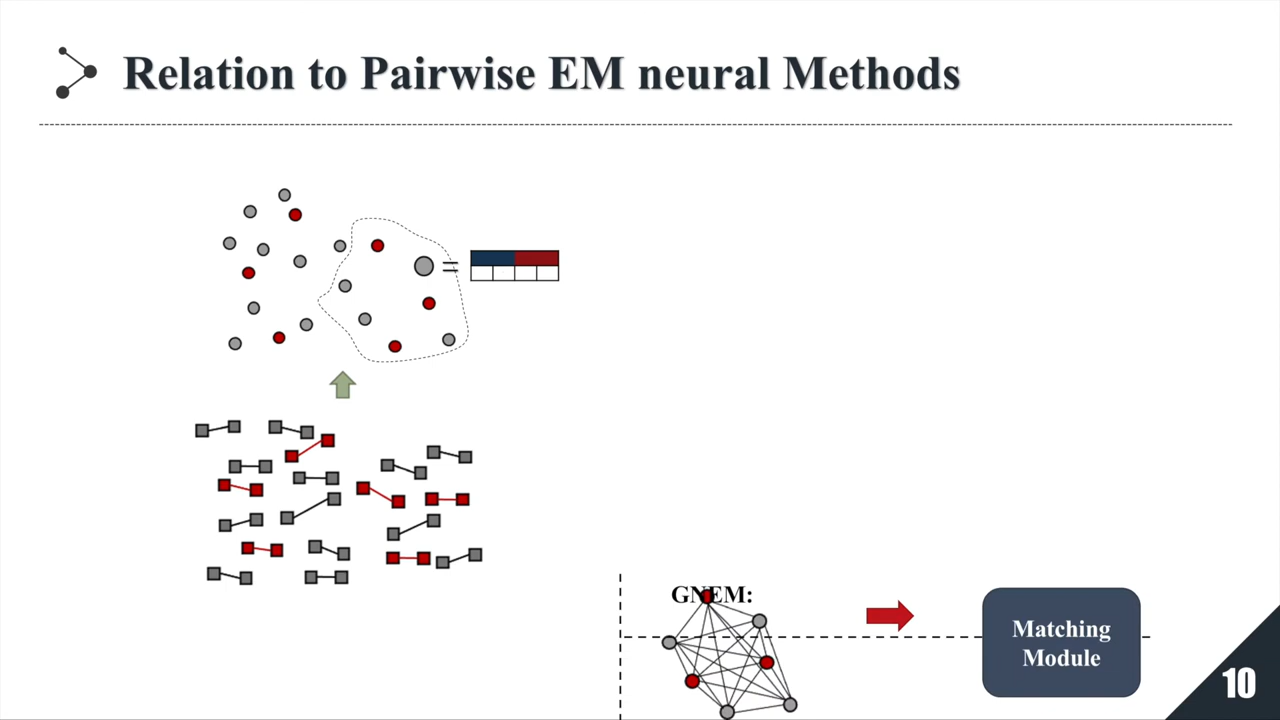 Relation to Pairwise EM neural Methods
=
GNEM:
Matching
Module
10